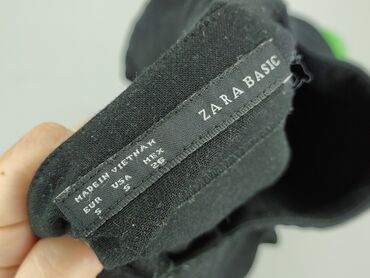 ZARA BASIC
MADE IN VIETNAM
EUR USA MEX
S S 26